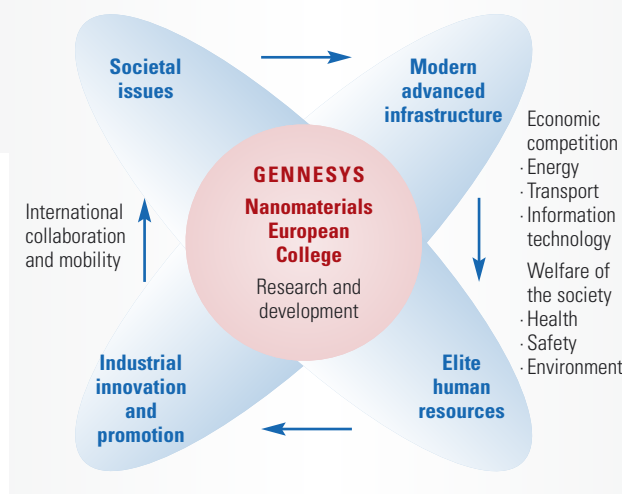 Societal
issues
Modern
advanced
infrastructure
GENNESYS
Nanomaterials
European
College
Research and
development
International
collaboration
and mobility
Economic
competition
· Energy
· Transport
· Information
technology
Welfare of
the society
· Health
· Safety
· Environment
Industrial
innovation
and
promotion
Elite
human
resources